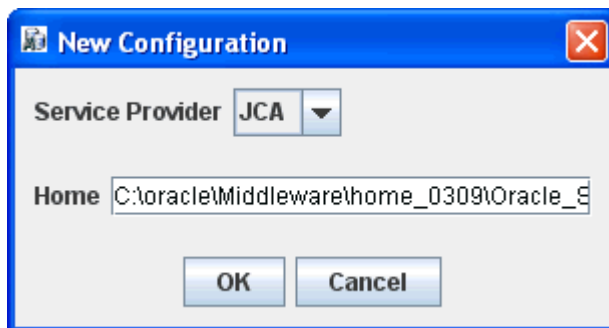 New Configuration
Service Provider JCA
Home C:\oracle\Middleware\home_0309\Oracle_S
OK Cancel